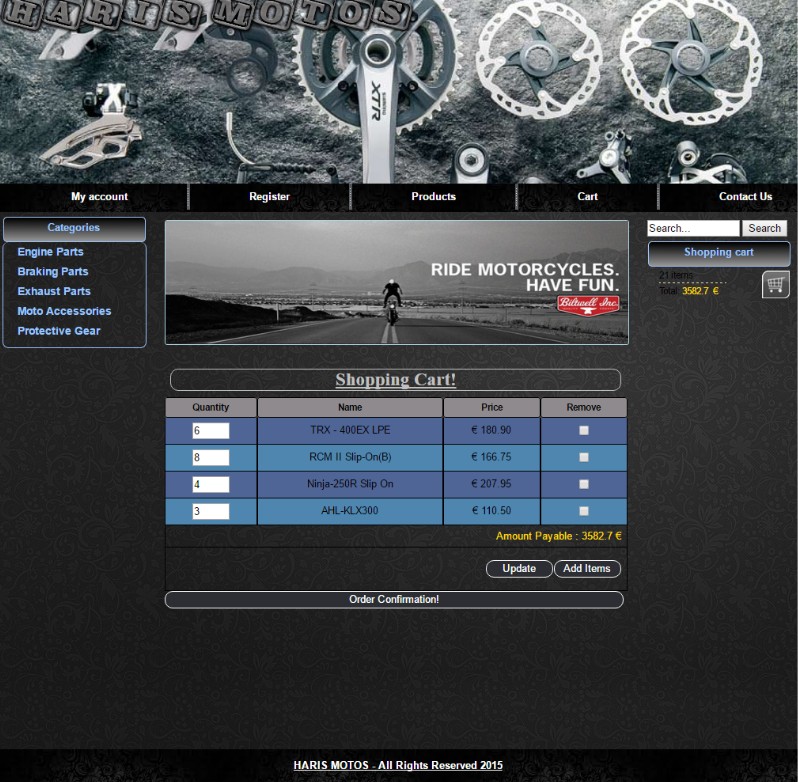 HARIS MOTOS
XTR
My account
Register
Products
Cart
Contact Us
Categories
Engine Parts
Braking Parts
Exhaust Parts
Moto Accessories
Protective Gear
RIDE MOTORCYCLES.
HAVE FUN.
Biltwell Inc.
Search...
Search
Shopping cart
21 items
Total: 3582.7 €
Shopping Cart!
Quantity Name Price Remove
6 TRX - 400EX LPE € 180.90
8 RCM II Slip-On(B) € 166.75
4 Ninja-250R Slip On € 207.95
3 AHL-KLX300 € 110.50
Amount Payable : 3582.7 €
Update Add Items
Order Confirmation!
HARIS MOTOS - All Rights Reserved 2015